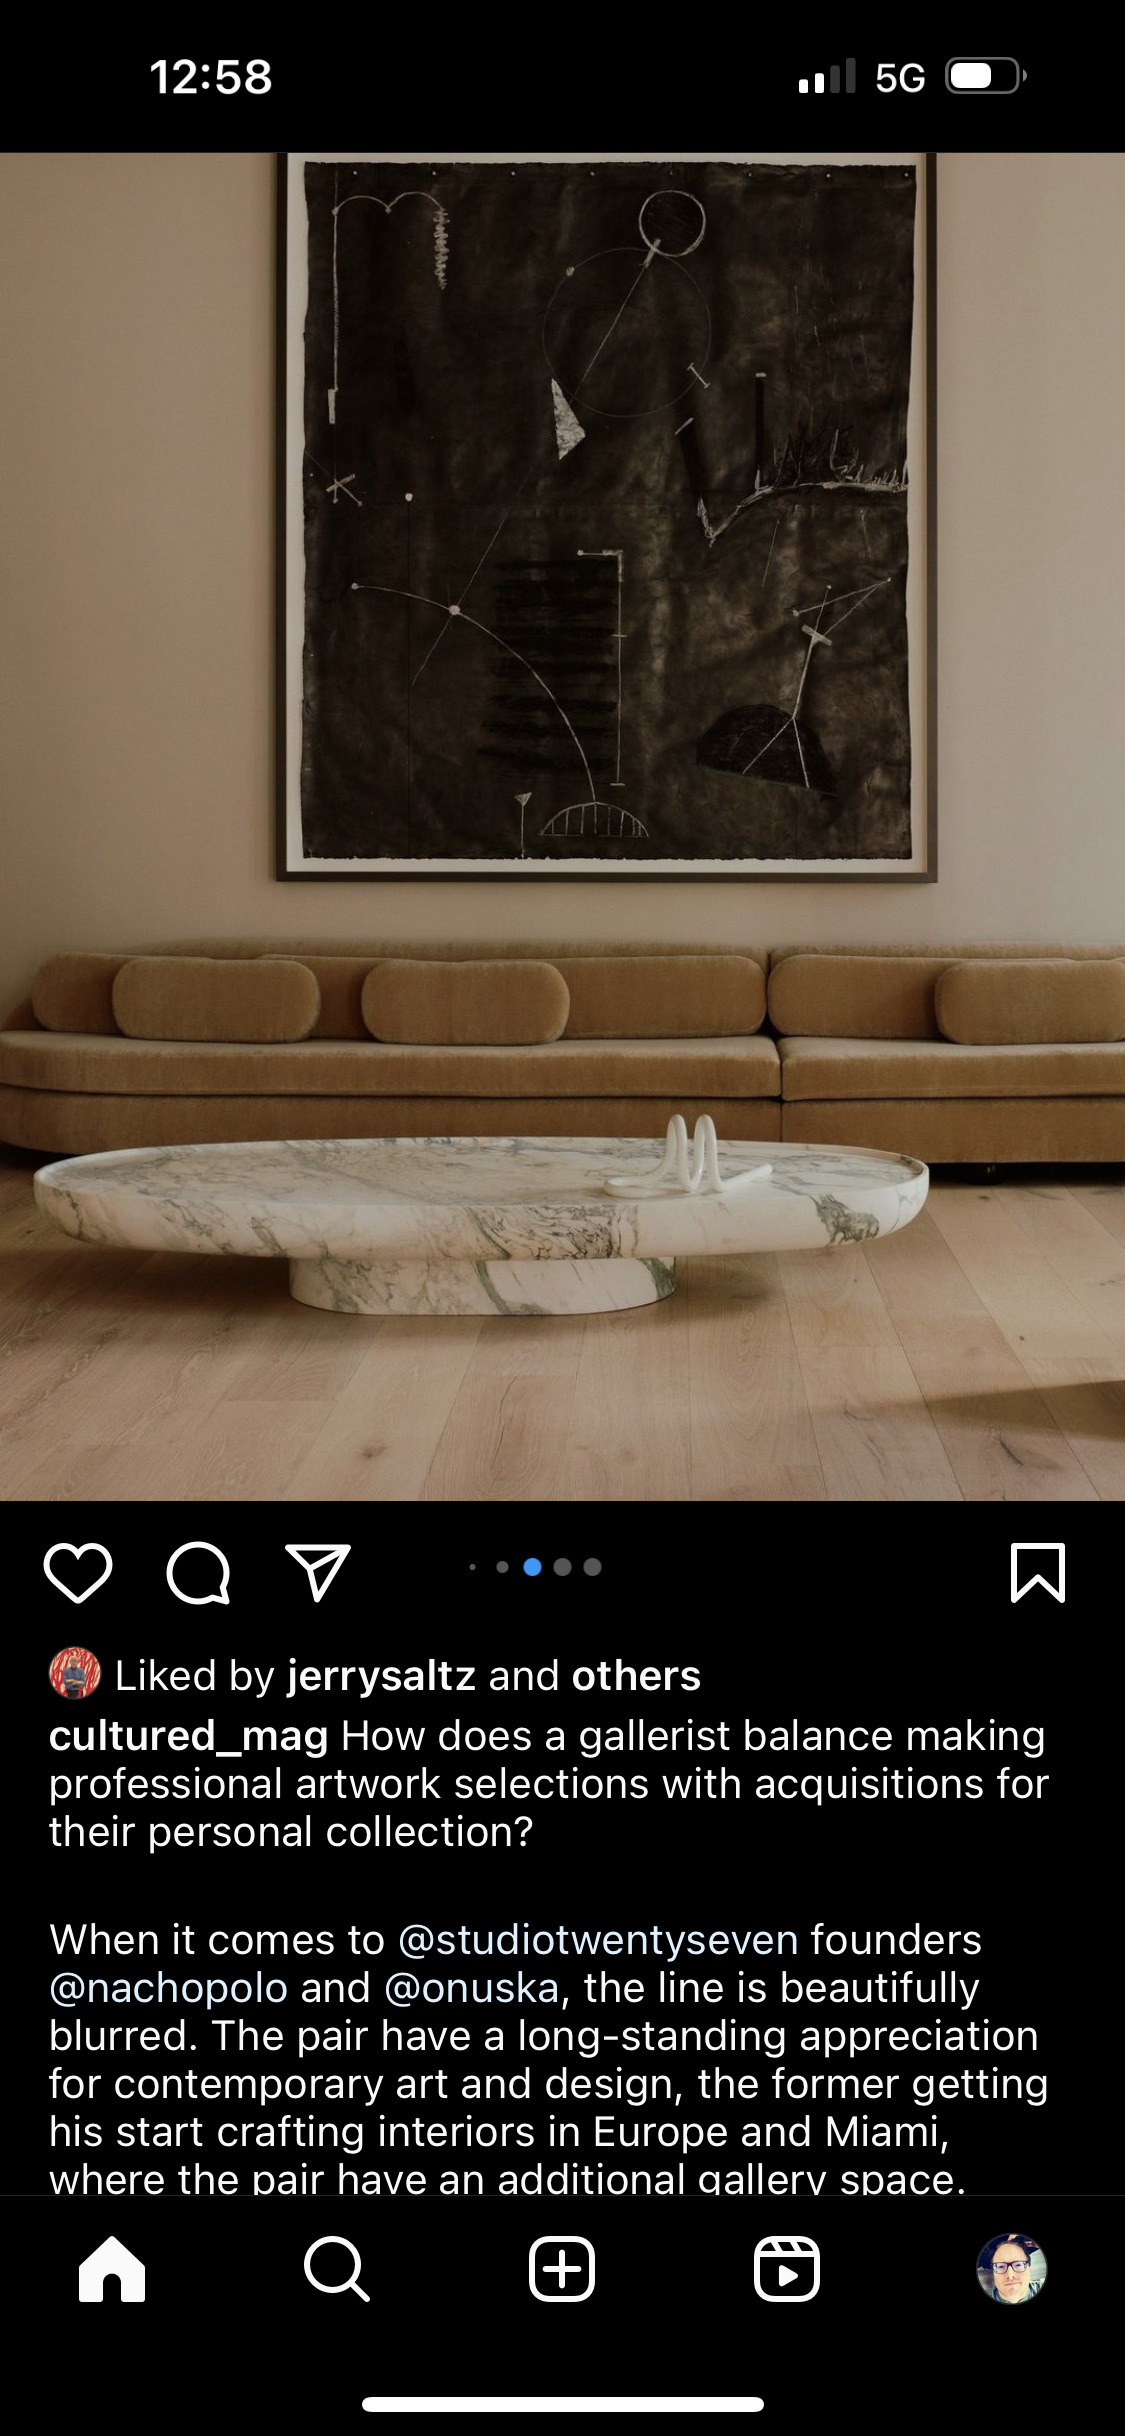 12:58
5G
Liked by jerrysaltz and others
cultured_mag How does a gallerist balance making
professional artwork selections with acquisitions for
their personal collection?
When it comes to @studiotwentyseven founders
@nachopolo and @onuska, the line is beautifully
blurred. The pair have a long-standing appreciation
for contemporary art and design, the former getting
his start crafting interiors in Europe and Miami,
where the pair have an additional gallery space.